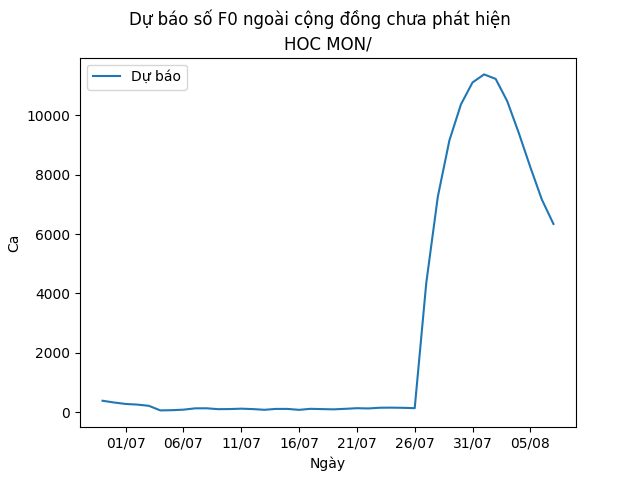 Dự báo số F0 ngoài cộng đồng chưa phát hiện
HOC MON/
Dự báo
Ca
10000
8000
6000
4000
2000
0
01/07 06/07 11/07 16/07 21/07 26/07 31/07 05/08
Ngày